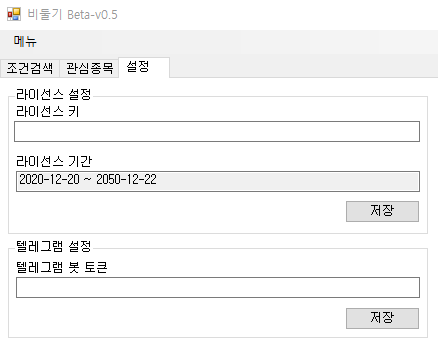 비둘기 Beta-v0.5
메뉴
조건검색 관심종목 설정
라이선스 설정
라이선스 키
라이선스 기간
2020-12-20 ~ 2050-12-22
저장
텔레그램 설정
텔레그램 봇 토큰
저장